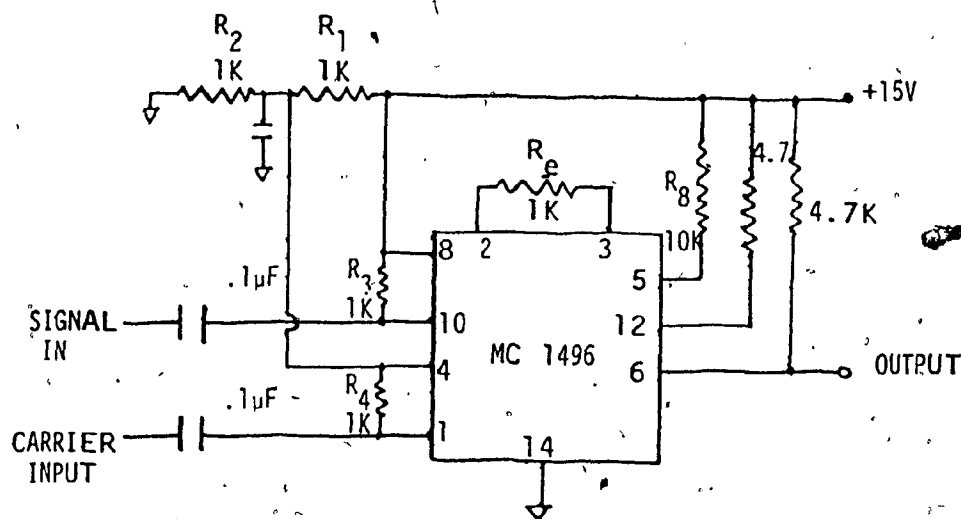 R2 R1
1K 1K
+15V
Re
1K
R8
10K
4.7
4.7K
.1µF
R3
1K
8
2
3
5
SIGNAL
IN
10
12
MC 1496
4
6
OUTPUT
.1µF
R4
1K
1
14
CARRIER
INPUT